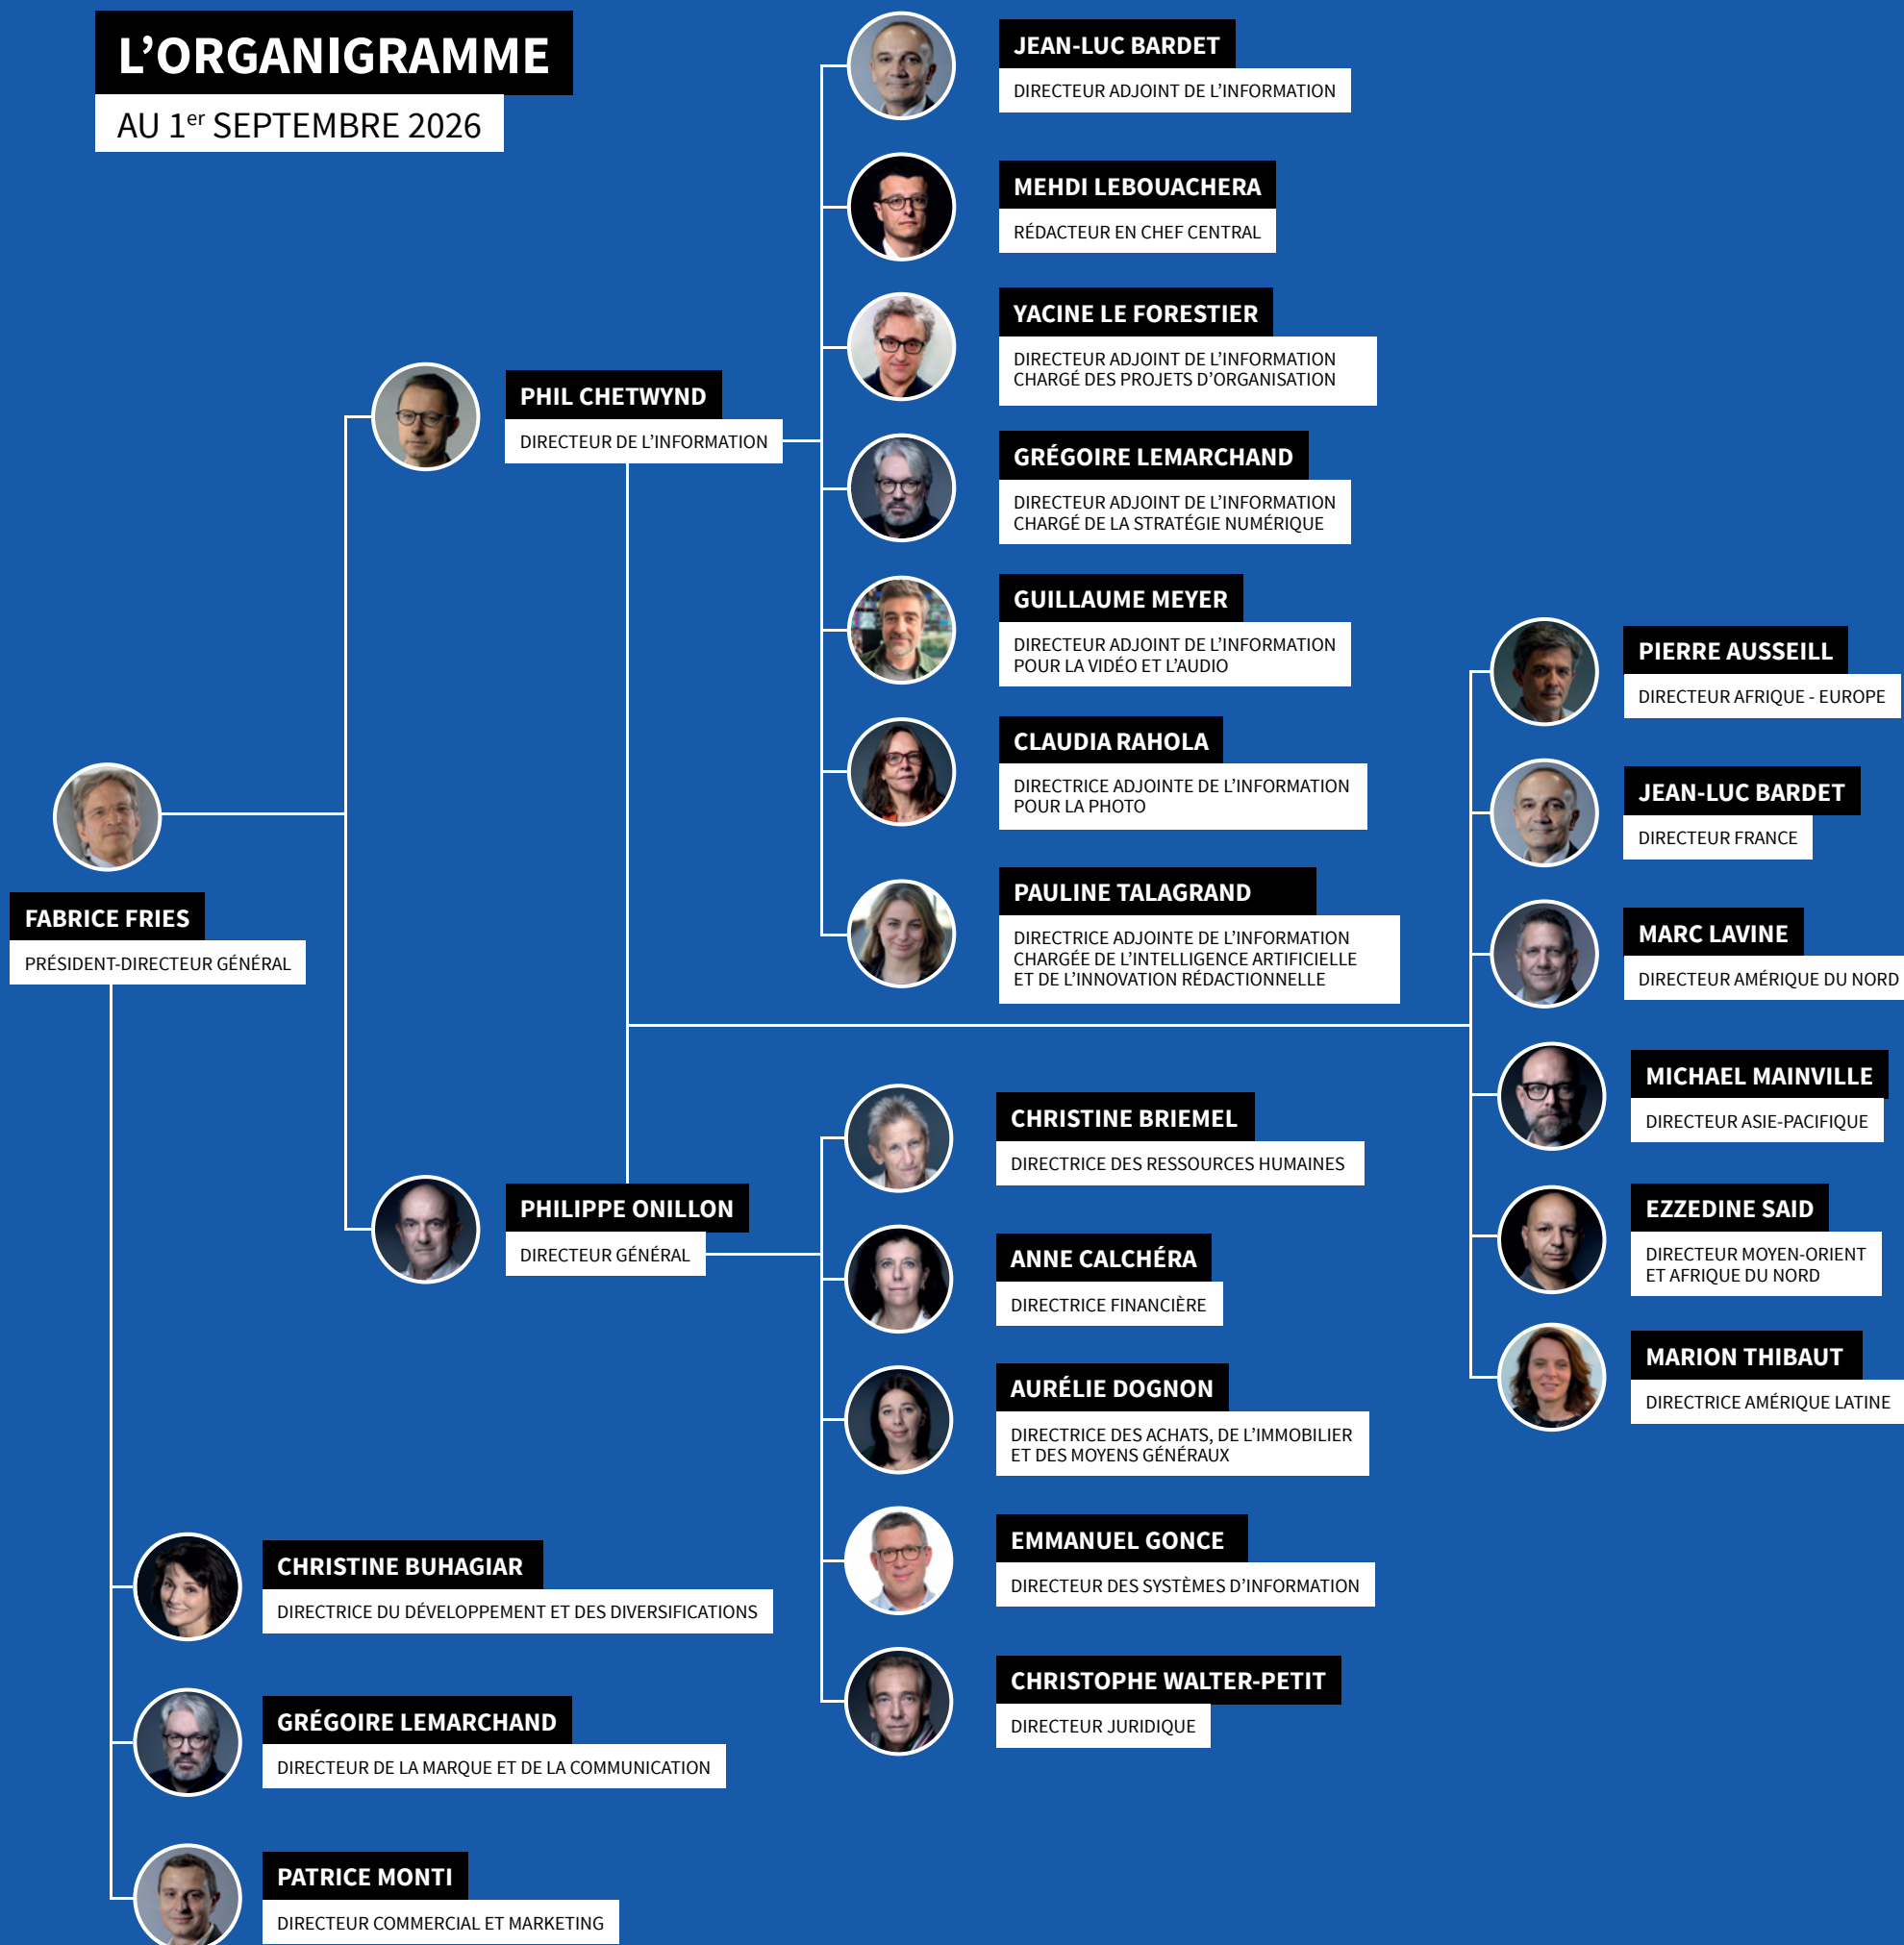 L’ORGANIGRAMME
AU 1er SEPTEMBRE 2026
JEAN-LUC BARDET
DIRECTEUR ADJOINT DE L’INFORMATION
MEHDI LEBOUACHERA
RÉDACTEUR EN CHEF CENTRAL
YACINE LE FORESTIER
DIRECTEUR ADJOINT DE L’INFORMATION
CHARGÉ DES PROJETS D’ORGANISATION
PHIL CHETWYND
DIRECTEUR DE L’INFORMATION
GRÉGOIRE LEMARCHAND
DIRECTEUR ADJOINT DE L’INFORMATION
CHARGÉ DE LA STRATÉGIE NUMÉRIQUE
GUILLAUME MEYER
DIRECTEUR ADJOINT DE L’INFORMATION
POUR LA VIDÉO ET L’AUDIO
CLAUDIA RAHOLA
DIRECTRICE ADJOINTE DE L’INFORMATION
POUR LA PHOTO
PAULINE TALAGRAND
DIRECTRICE ADJOINTE DE L’INFORMATION
CHARGÉE DE L’INTELLIGENCE ARTIFICIELLE
ET DE L’INNOVATION RÉDACTIONNELLE
PIERRE AUSSEILL
DIRECTEUR AFRIQUE - EUROPE
JEAN-LUC BARDET
DIRECTEUR FRANCE
MARC LAVINE
DIRECTEUR AMÉRIQUE DU NORD
MICHAEL MAINVILLE
DIRECTEUR ASIE-PACIFIQUE
EZZEDINE SAID
DIRECTEUR MOYEN-ORIENT
ET AFRIQUE DU NORD
MARION THIBAUT
DIRECTRICE AMÉRIQUE LATINE
FABRICE FRIES
PRÉSIDENT-DIRECTEUR GÉNÉRAL
PHILIPPE ONILLON
DIRECTEUR GÉNÉRAL
CHRISTINE BRIEMEL
DIRECTRICE DES RESSOURCES HUMAINES
ANNE CALCHÉRA
DIRECTRICE FINANCIÈRE
AURÉLIE DOGNON
DIRECTRICE DES ACHATS, DE L’IMMOBILIER
ET DES MOYENS GÉNÉRAUX
EMMANUEL GONCE
DIRECTEUR DES SYSTÈMES D’INFORMATION
CHRISTOPHE WALTER-PETIT
DIRECTEUR JURIDIQUE
CHRISTINE BUHAGIAR
DIRECTRICE DU DÉVELOPPEMENT ET DES DIVERSIFICATIONS
GRÉGOIRE LEMARCHAND
DIRECTEUR DE LA MARQUE ET DE LA COMMUNICATION
PATRICE MONTI
DIRECTEUR COMMERCIAL ET MARKETING